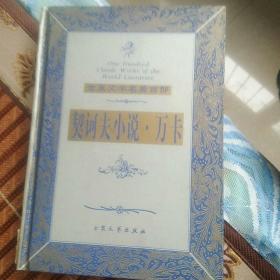 One Hundred
Classic Works of the
World Literature
世界文学名著百部
契诃夫小说·万卡